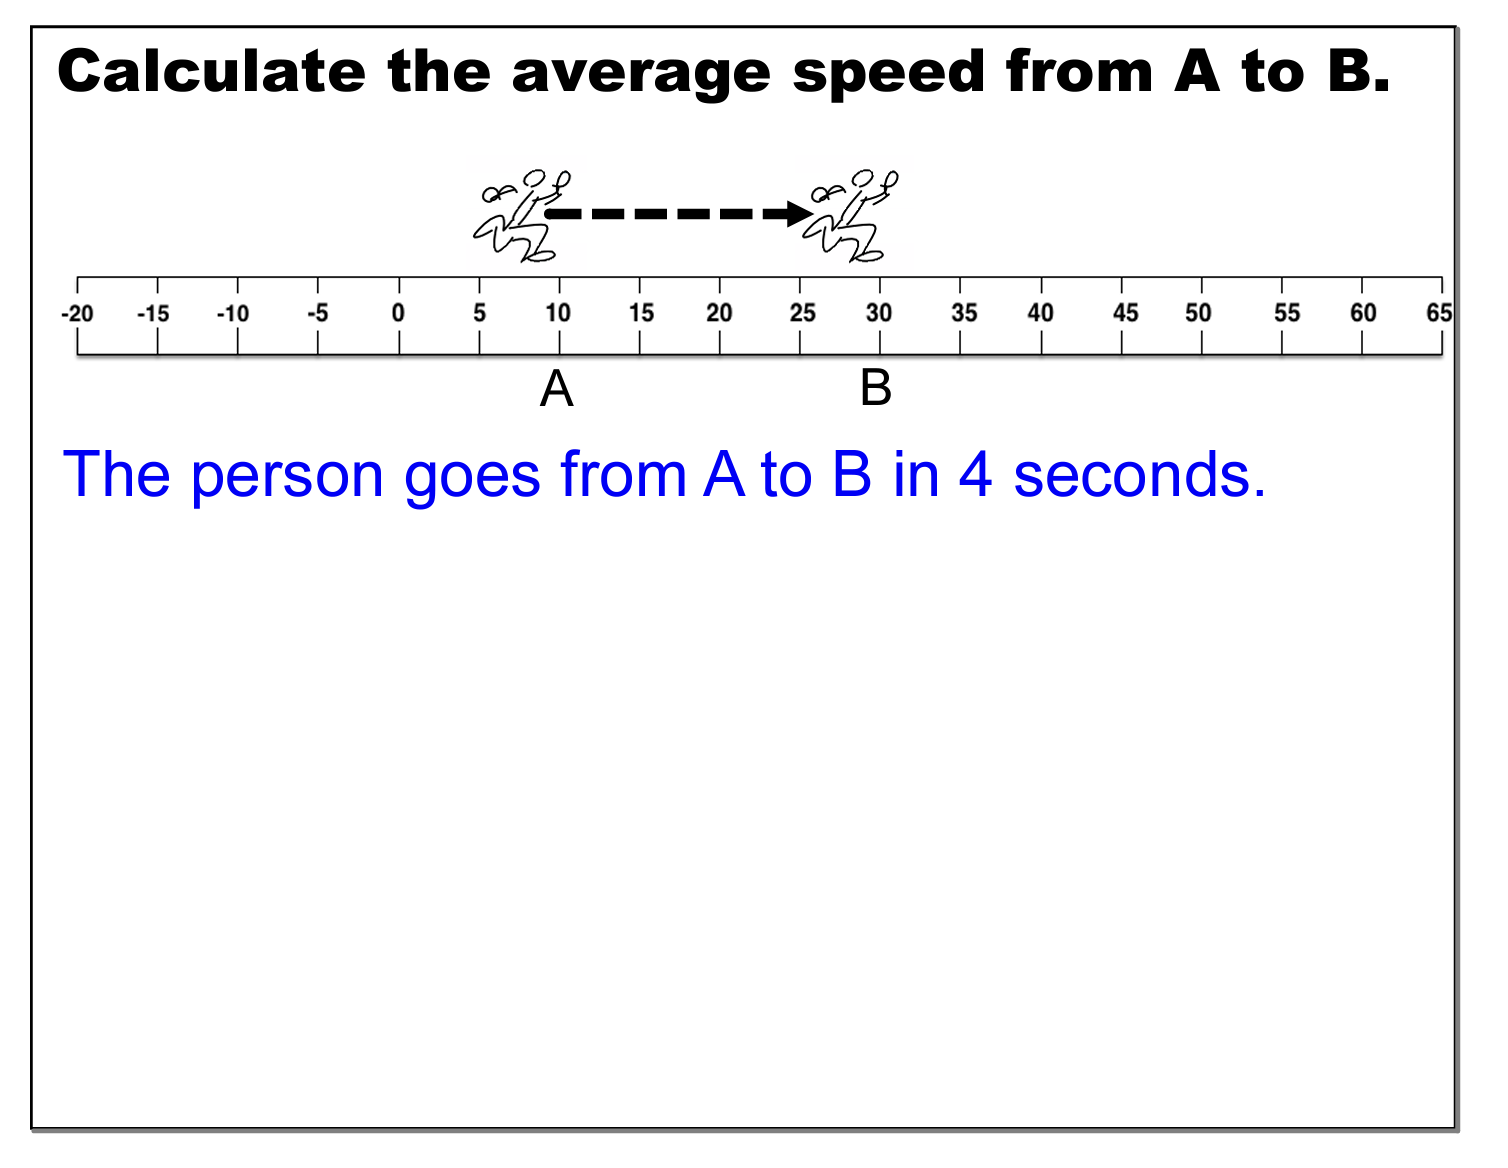 Calculate the average speed from A to B.
-20 -15 -10 -5 0 5 10 15 20 25 30 35 40 45 50 55 60 65
A B
The person goes from A to B in 4 seconds.